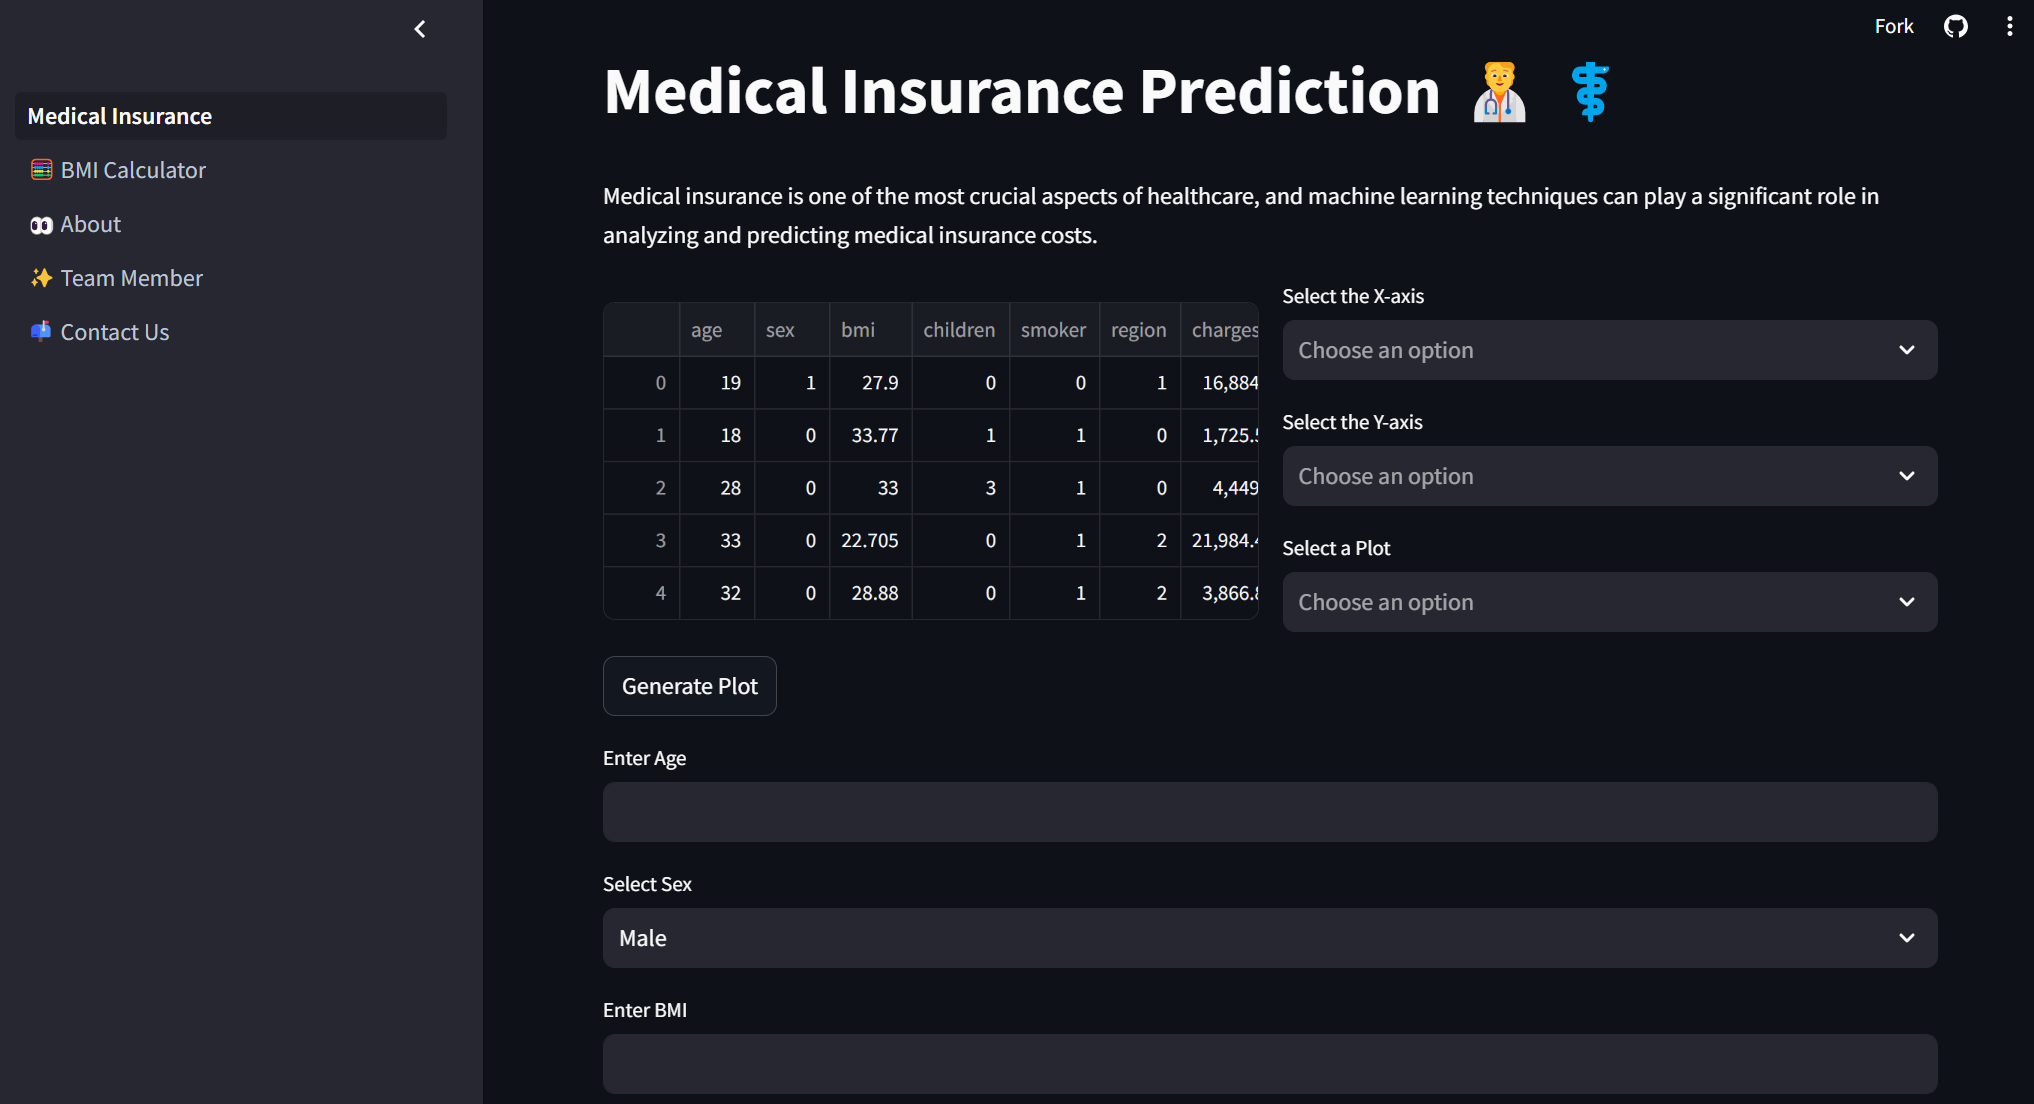 Fork
Medical Insurance
BMI Calculator
About
Team Member
Contact Us
Medical Insurance Prediction
Medical insurance is one of the most crucial aspects of healthcare, and machine learning techniques can play a significant role in
analyzing and predicting medical insurance costs.
age sex bmi children smoker region charges
0 19 1 27.9 0 0 1 16,884
1 18 0 33.77 1 1 0 1,725.5
2 28 0 33 3 1 0 4,449
3 33 0 22.705 0 1 2 21,984.4
4 32 0 28.88 0 1 2 3,866.8
Select the X-axis
Choose an option
Select the Y-axis
Choose an option
Select a Plot
Choose an option
Generate Plot
Enter Age
Select Sex
Male
Enter BMI